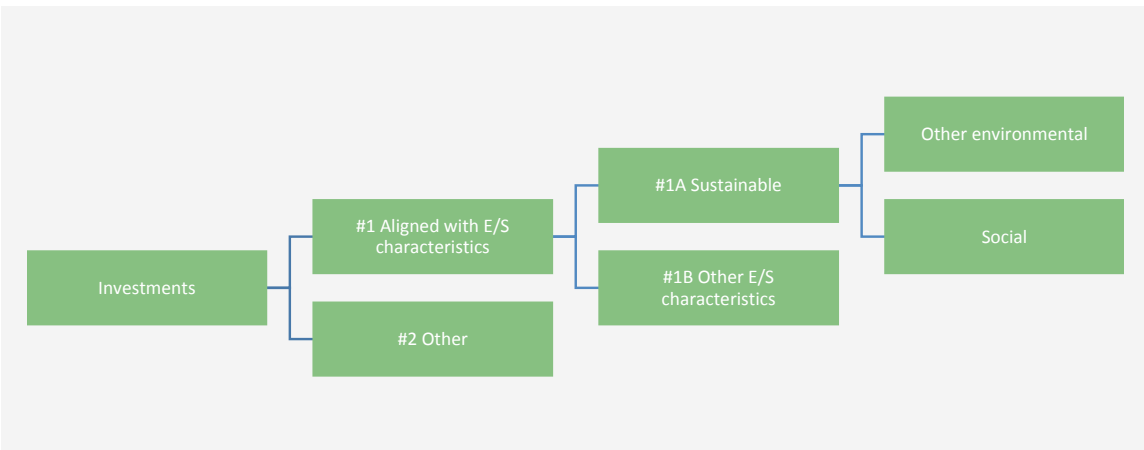 Investments
#1 Aligned with E/S
characteristics
#2 Other
#1A Sustainable
#1B Other E/S
characteristics
Other environmental
Social